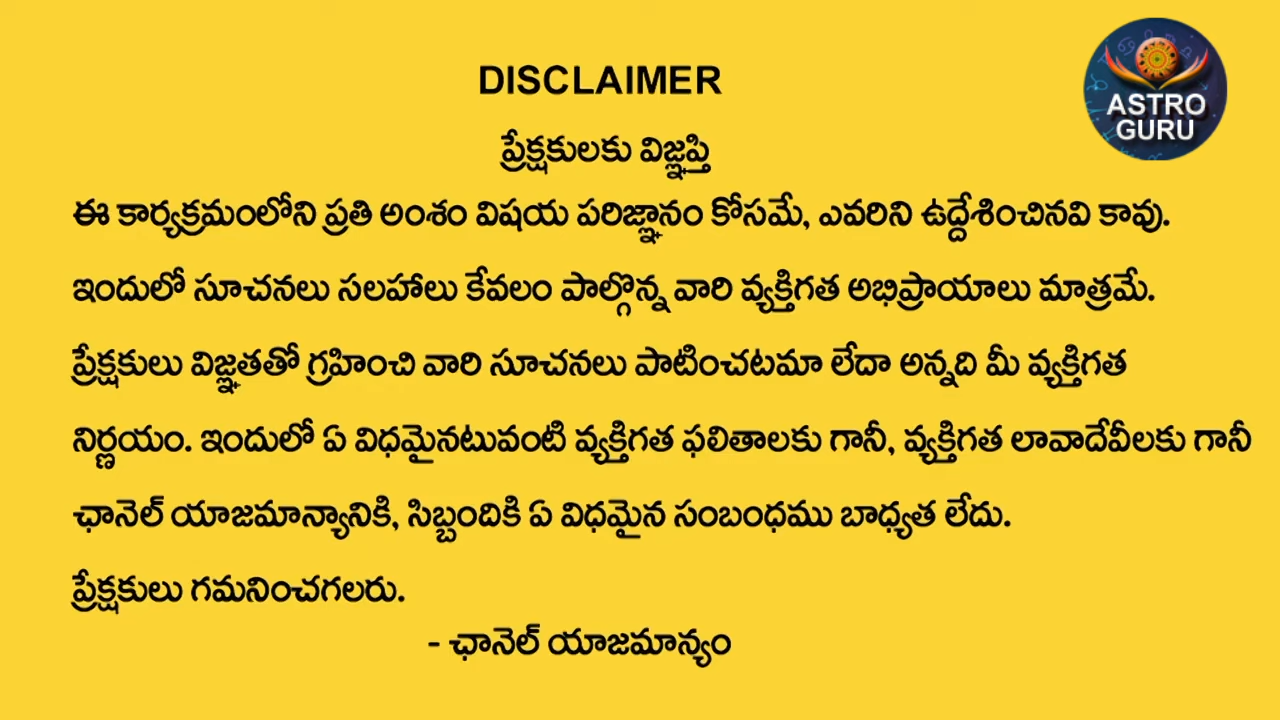 DISCLAIMER
ASTRO
GURU
ప్రేక్షకులకు విజ్ఞప్తి
ఈ కార్యక్రమంలోని ప్రతి అంశం విషయ పరిజ్ఞానం కోసమే, ఎవరిని ఉద్దేశించినవి కావు.
ఇందులో సూచనలు సలహాలు కేవలం పాల్గొన్న వారి వ్యక్తిగత అభిప్రాయాలు మాత్రమే.
ప్రేక్షకులు విజ్ఞతతో గ్రహించి వారి సూచనలు పాటించటమా లేదా అన్నది మీ వ్యక్తిగత
నిర్ణయం. ఇందులో ఏ విధమైనటువంటి వ్యక్తిగత ఫలితాలకు గానీ, వ్యక్తిగత లావాదేవీలకు గానీ
ఛానెల్ యాజమాన్యానికి, సిబ్బందికి ఏ విధమైన సంబంధము బాధ్యత లేదు.
ప్రేక్షకులు గమనించగలరు.
- ఛానెల్ యాజమాన్యం